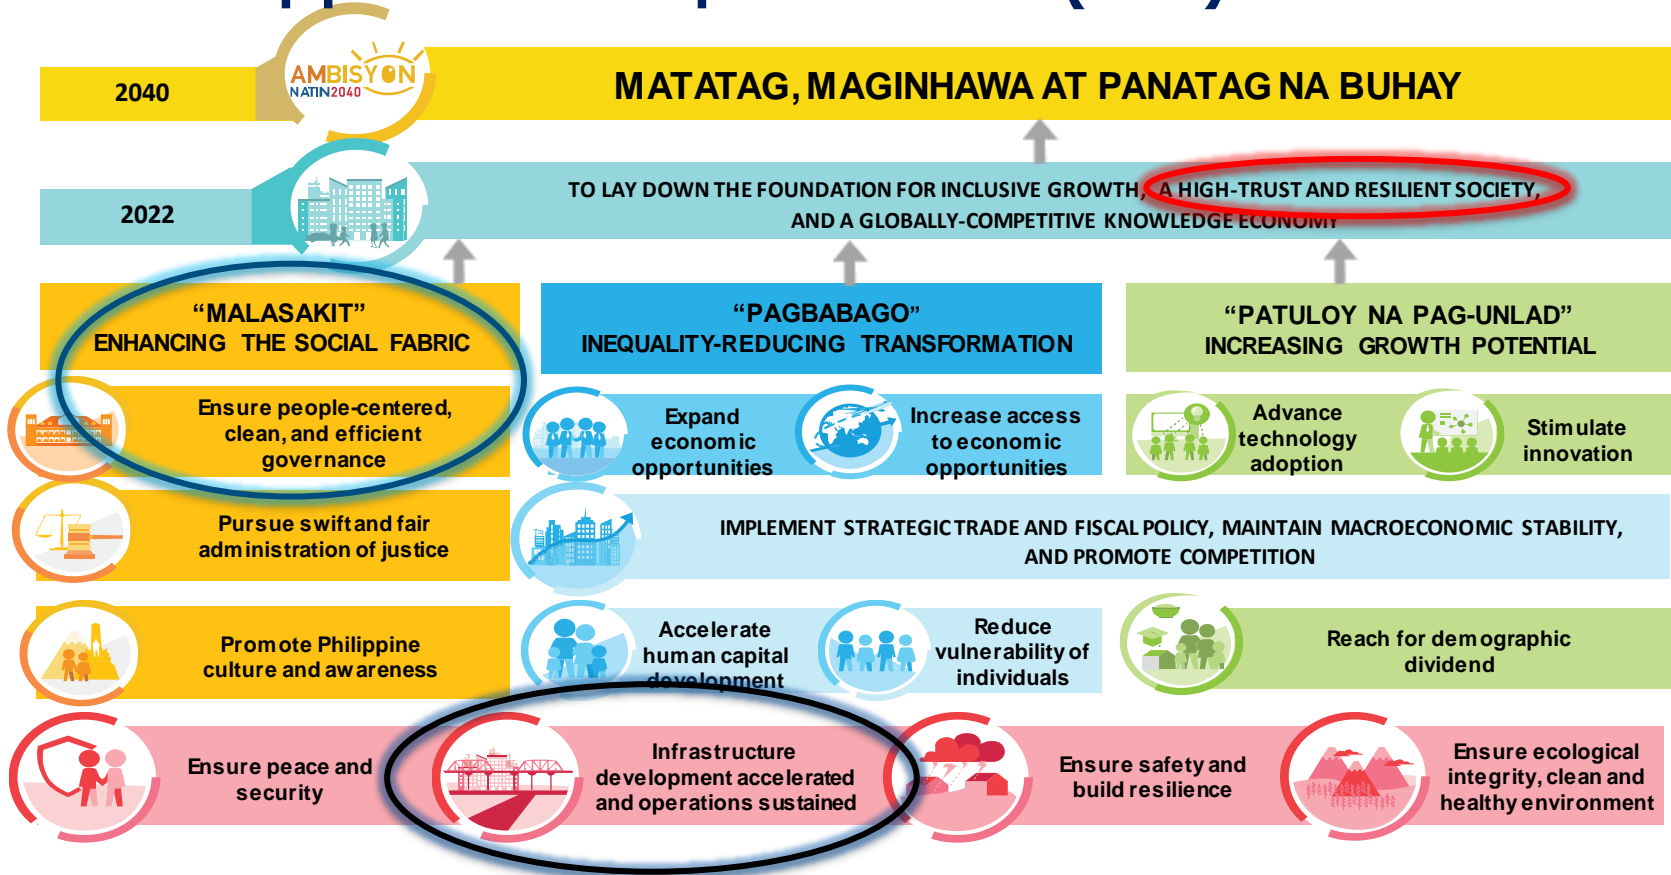 2040
AMBISYON
NATIN2040
MATATAG, MAGINHAWA AT PANATAG NA BUHAY
2022
TO LAY DOWN THE FOUNDATION FOR INCLUSIVE GROWTH, A HIGH-TRUST AND RESILIENT SOCIETY,
AND A GLOBALLY-COMPETITIVE KNOWLEDGE ECONOMY
“MALASAKIT”
ENHANCING THE SOCIAL FABRIC
“PAGBABAGO”
INEQUALITY-REDUCING TRANSFORMATION
“PATULOY NA PAG-UNLAD”
INCREASING GROWTH POTENTIAL
Ensure people-centered,
clean, and efficient
governance
Expand
economic
opportunities
Increase access
to economic
opportunities
Advance
technology
adoption
Stimulate
innovation
Pursue swift and fair
administration of justice
IMPLEMENT STRATEGIC TRADE AND FISCAL POLICY, MAINTAIN MACROECONOMIC STABILITY,
AND PROMOTE COMPETITION
Promote Philippine
culture and awareness
Accelerate
human capital
development
Reduce
vulnerability of
individuals
Reach for demographic
dividend
Ensure peace and
security
Infrastructure
development accelerated
and operations sustained
Ensure safety and
build resilience
Ensure ecological
integrity, clean and
healthy environment